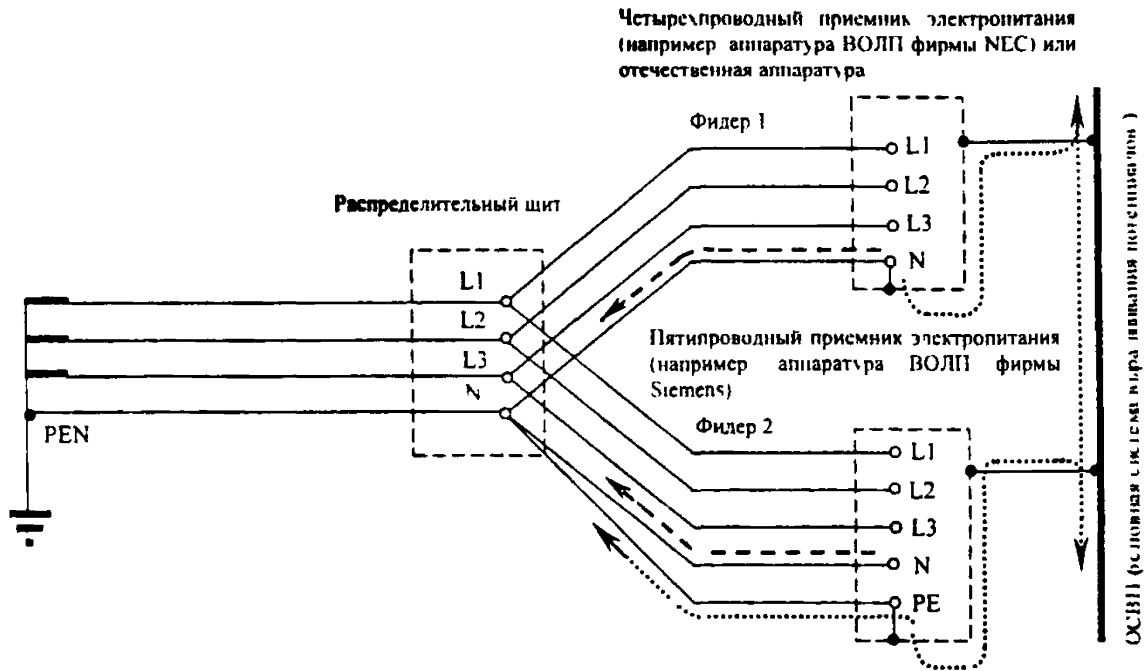 Четырехпроводный приемник электропитания
(например аппаратура ВОЛП фирмы NEC) или
отечественная аппаратура
Фидер 1
L1
L2
L3
N
Распределительный щит
L1
L2
L3
N
PEN
Пятипроводный приемник электропитания
(например аппаратура ВОЛП фирмы
Siemens)
Фидер 2
L1
L2
L3
N
PE
ОСВП (основная система выравнивания потенциалов)